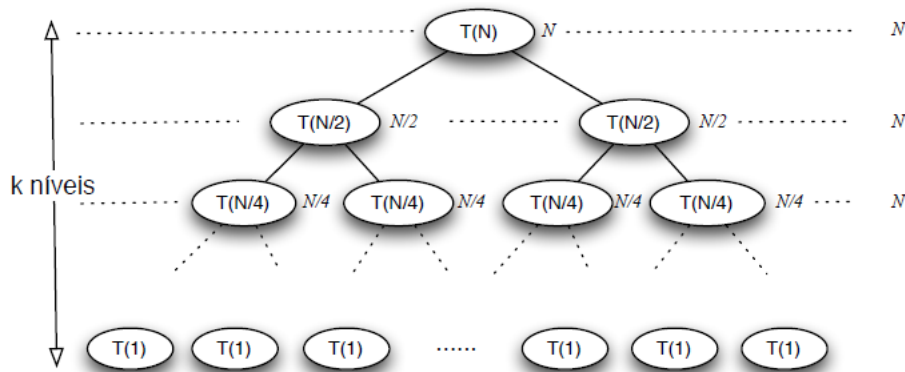 T(N) N N
T(N/2) N/2 T(N/2) N/2 N
k níveis
T(N/4) N/4 T(N/4) N/4 T(N/4) N/4 T(N/4) N/4 N
T(1) T(1) T(1) ...... T(1) T(1) T(1)